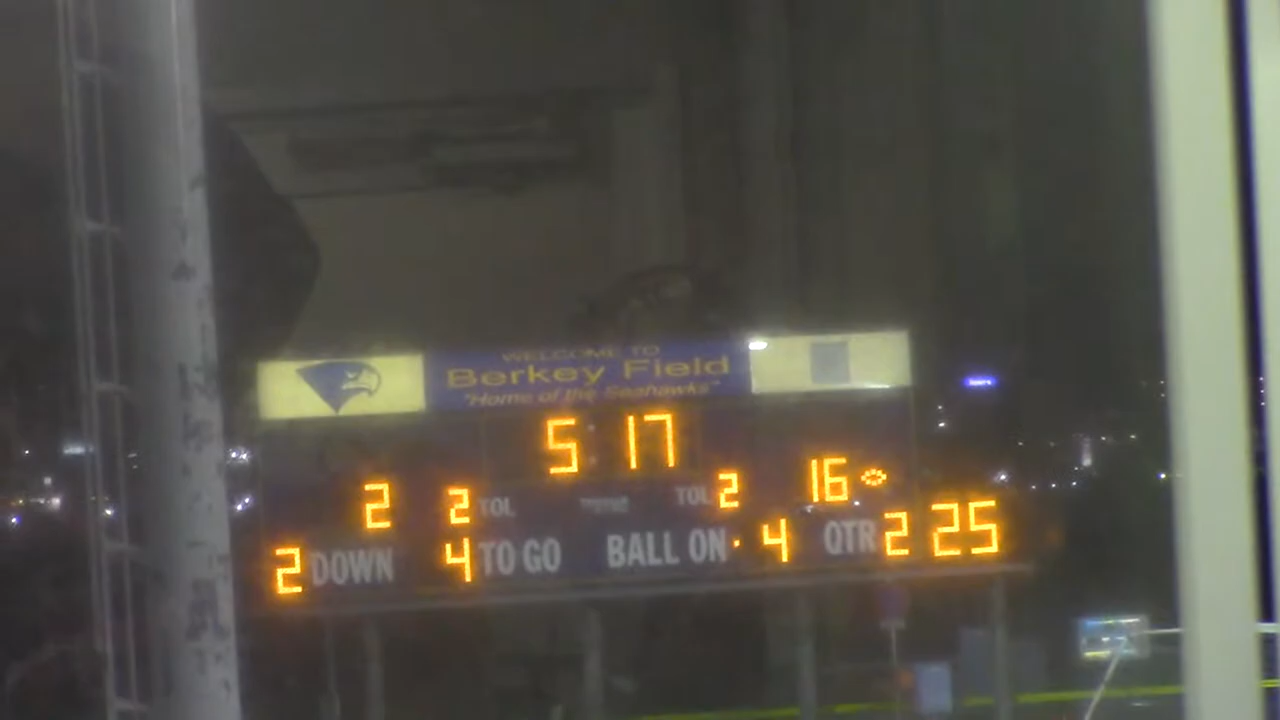 WELCOME TO
Berkey Field
"Home of the Seahawks"
5 17
2 2 TOL TOL 2 16
2 DOWN 4 TO GO BALL ON 4 QTR 2 25